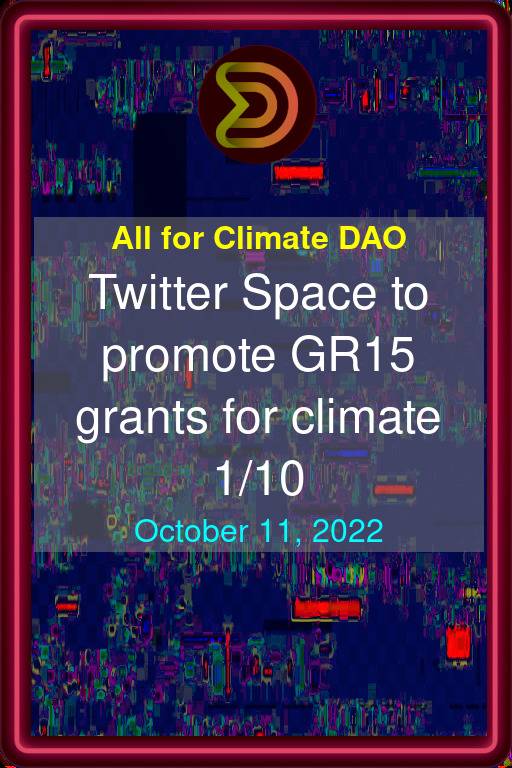 All for Climate DAO
Twitter Space to
promote GR15
grants for climate
1/10
October 11, 2022